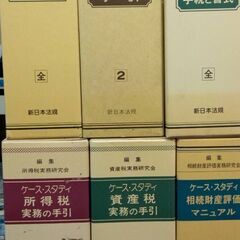 手続と書式
全
新日本法規
2
新日本法規
全
新日本法規
編集
所得税実務研究会
ケース・スタディ
所得税
実務の手引
編集
資産税実務研究会
ケース・スタディ
資産税
実務の手引
編集
相続財産評価実務研究会
ケース・スタディ
相続財産評価
マニュアル